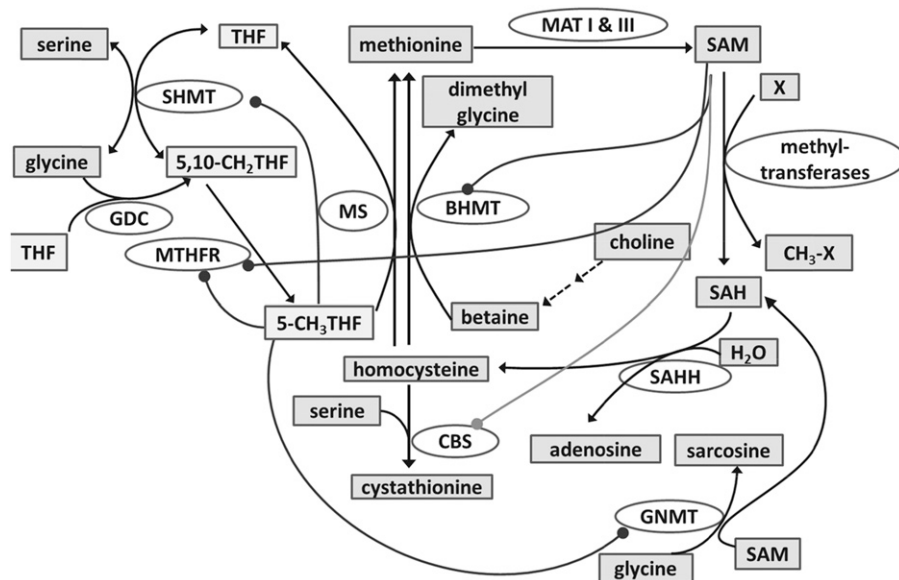 serine
THF
methionine
MAT I & III
SAM
SHMT
dimethyl
glycine
X
glycine
5,10-CH₂THF
MS
BHMT
methyl-
transferases
GDC
THF
MTHFR
choline
CH₃-X
5-CH₃THF
betaine
SAH
homocysteine
H₂O
SAHH
serine
CBS
adenosine
sarcosine
cystathionine
GNMT
glycine
SAM